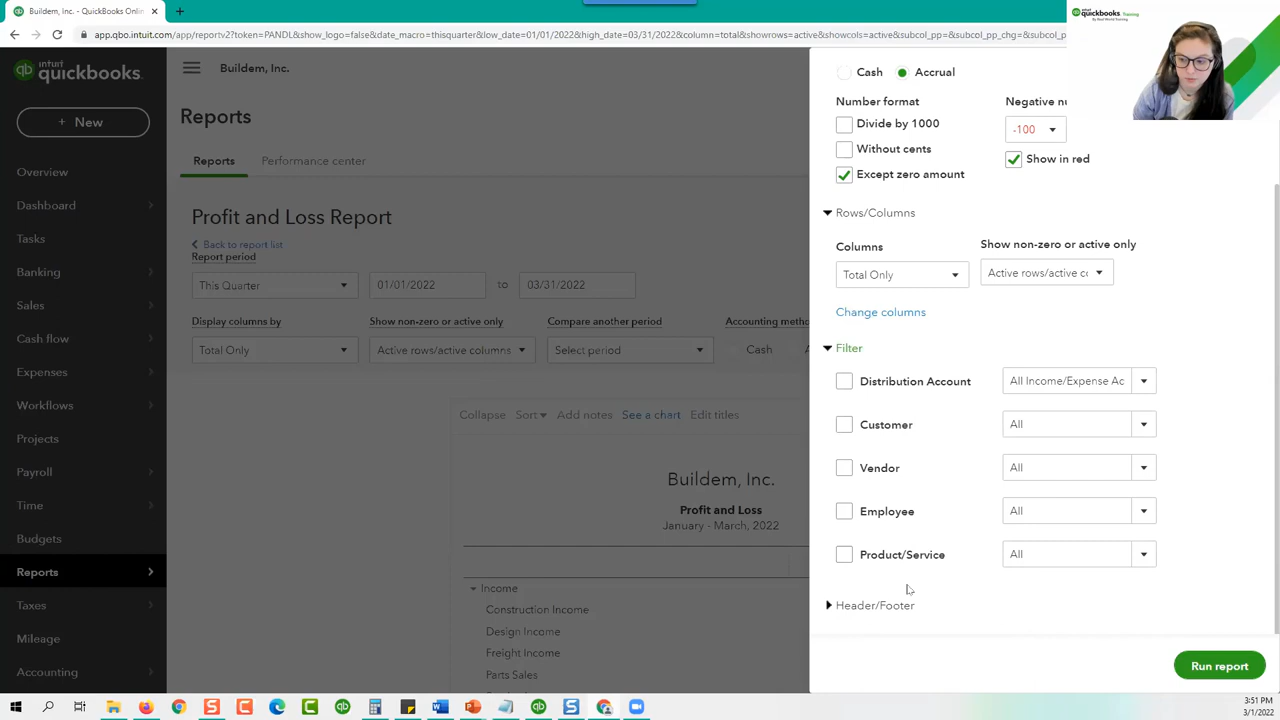 Buildem, Inc.
app.qbo.intuit.com/app/reportv2?token=PANDL&show_logo=false&date_macro=thisquarter&low_date=01/01/2022&high_date=03/31/2022&column=total&showrows=active&showcols=active&subcol_pp=&subcol_pp_chg=&subcol_p
intuit quickbooks. Training
By Real World Training
intuit
quickbooks.
Buildem, Inc.
+ New
Overview
Dashboard
Tasks
Banking
Sales
Cash flow
Expenses
Workflows
Projects
Payroll
Time
Budgets
Reports
Taxes
Mileage
Accounting
Reports
Reports
Performance center
Profit and Loss Report
Back to report list
Report period
This Quarter
01/01/2022
to
03/31/2022
Display columns by
Show non-zero or active only
Compare another period
Accounting metho
Total Only
Active rows/active columns
Select period
Cash
A
Collapse
Sort
Add notes
See a chart
Edit titles
Buildem, Inc.
Profit and Loss
January - March, 2022
Income
Construction Income
Design Income
Freight Income
Parts Sales
Cash
Accrual
Number format
Negative nu
Divide by 1000
-100
Without cents
Show in red
Except zero amount
Rows/Columns
Columns
Show non-zero or active only
Total Only
Active rows/active cc
Change columns
Filter
Distribution Account
All Income/Expense Ac
Customer
All
Vendor
All
Employee
All
Product/Service
All
Header/Footer
Run report
3:51 PM
3/1/2022